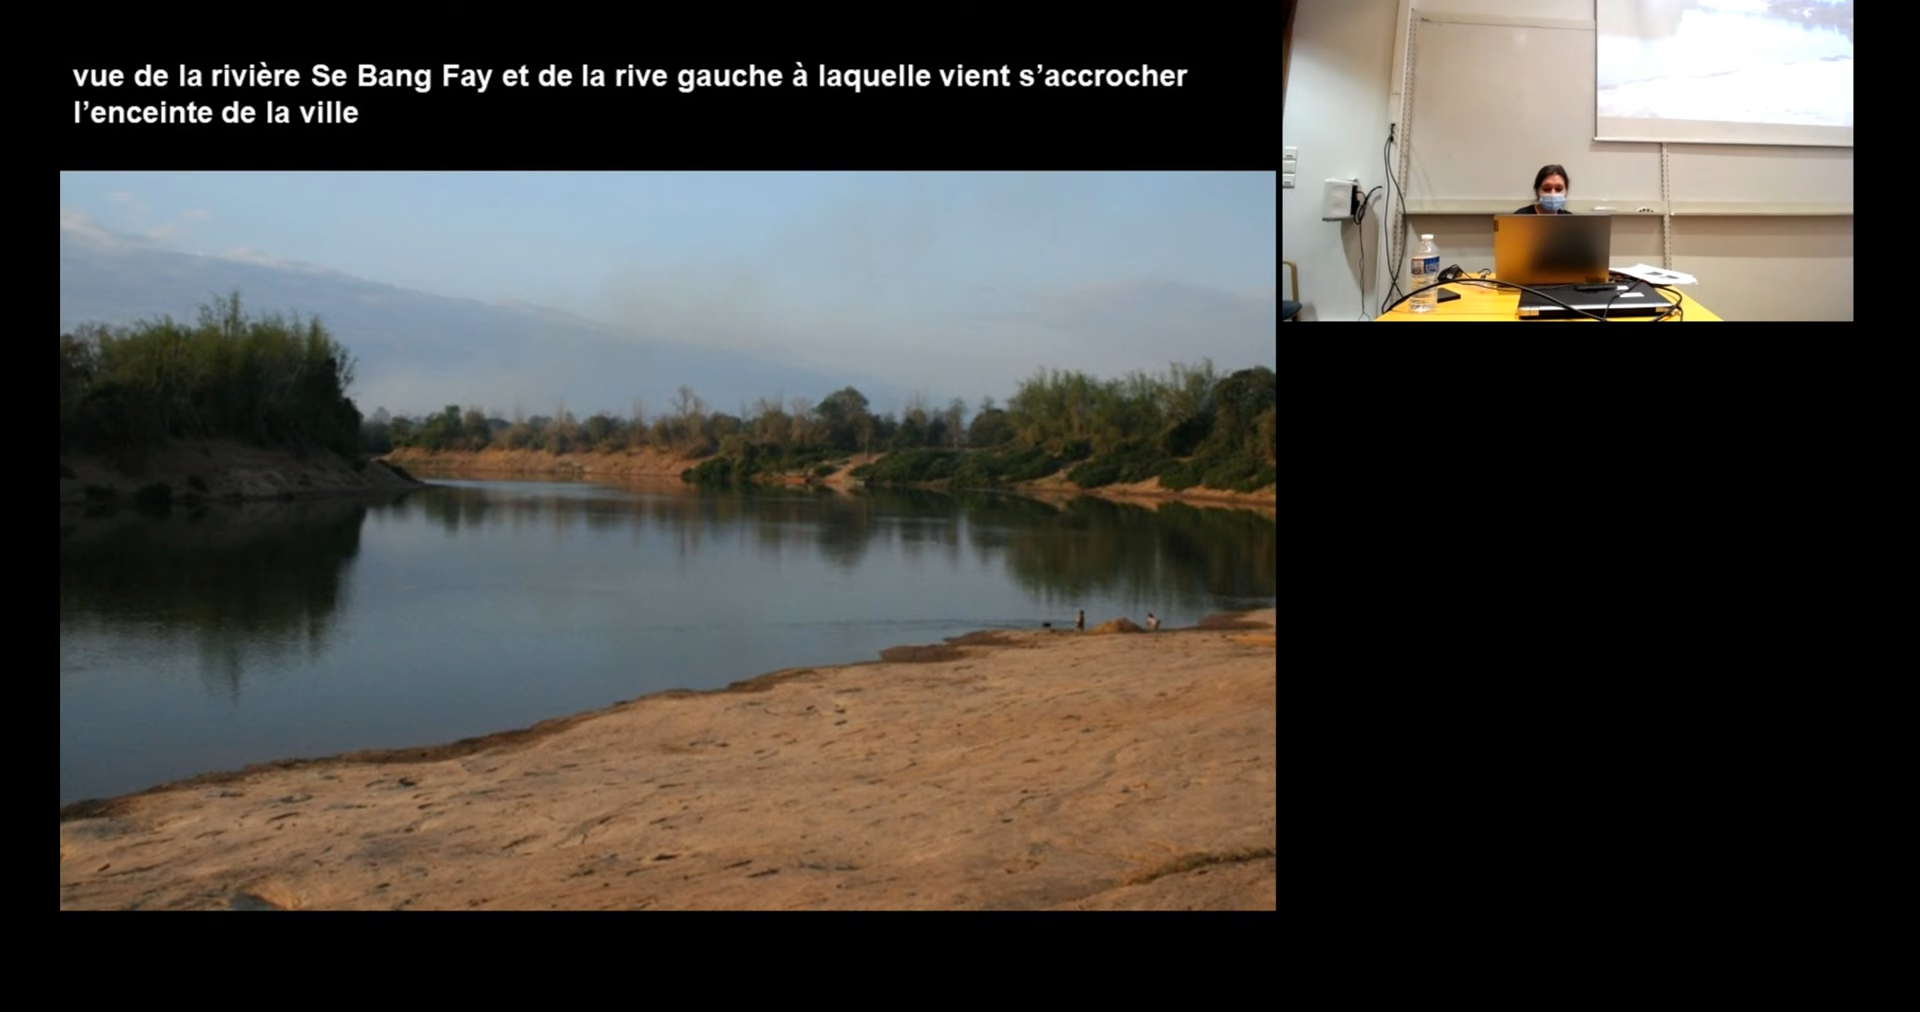 vue de la rivière Se Bang Fay et de la rive gauche à laquelle vient s’accrocher
l’enceinte de la ville